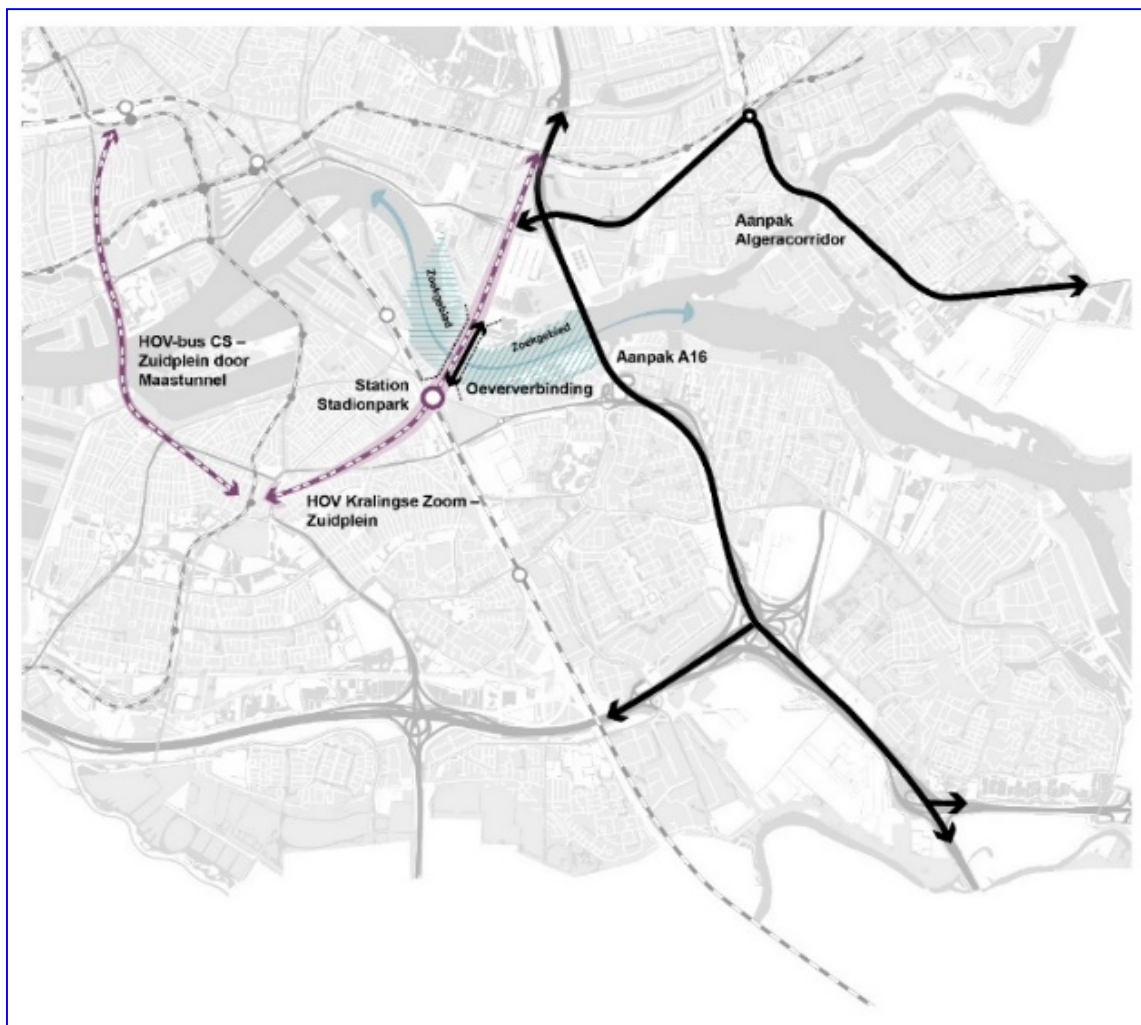 Aanpak
Algeracorridor
Zoekgebied
Zoekgebied
HOV-bus CS –
Zuidplein door
Maastunnel
Aanpak A16
Station
Stadionpark
Oeververbinding
HOV Kralingse Zoom –
Zuidplein